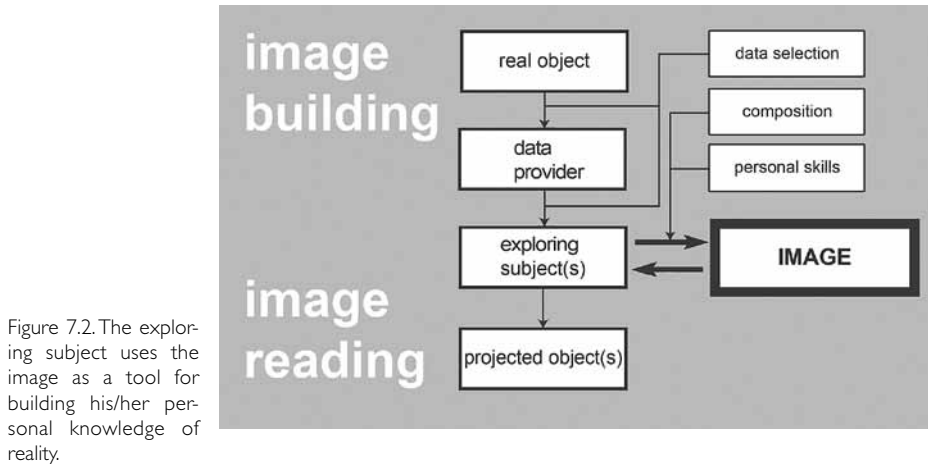 image
building
real object
data selection
composition
data
provider
personal skills
exploring
subject(s)
IMAGE
image
reading
projected object(s)
Figure 7.2. The explor-
ing subject uses the
image as a tool for
building his/her per-
sonal knowledge of
reality.